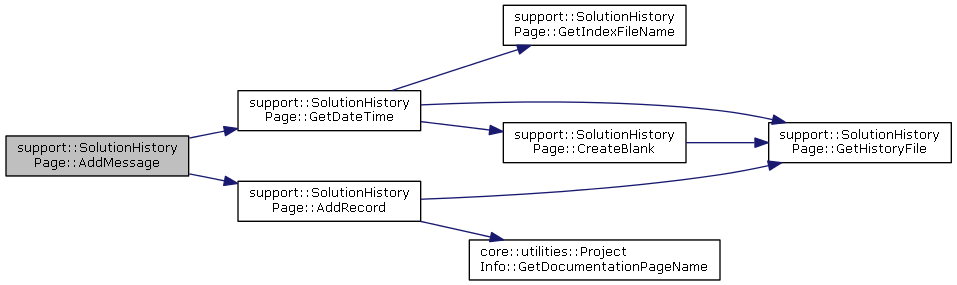 support::SolutionHistory
Page::GetIndexFileName
support::SolutionHistory
Page::GetDateTime
support::SolutionHistory
Page::CreateBlank
support::SolutionHistory
Page::GetHistoryFile
support::SolutionHistory
Page::AddMessage
support::SolutionHistory
Page::AddRecord
core::utilities::Project
Info::GetDocumentationPageName